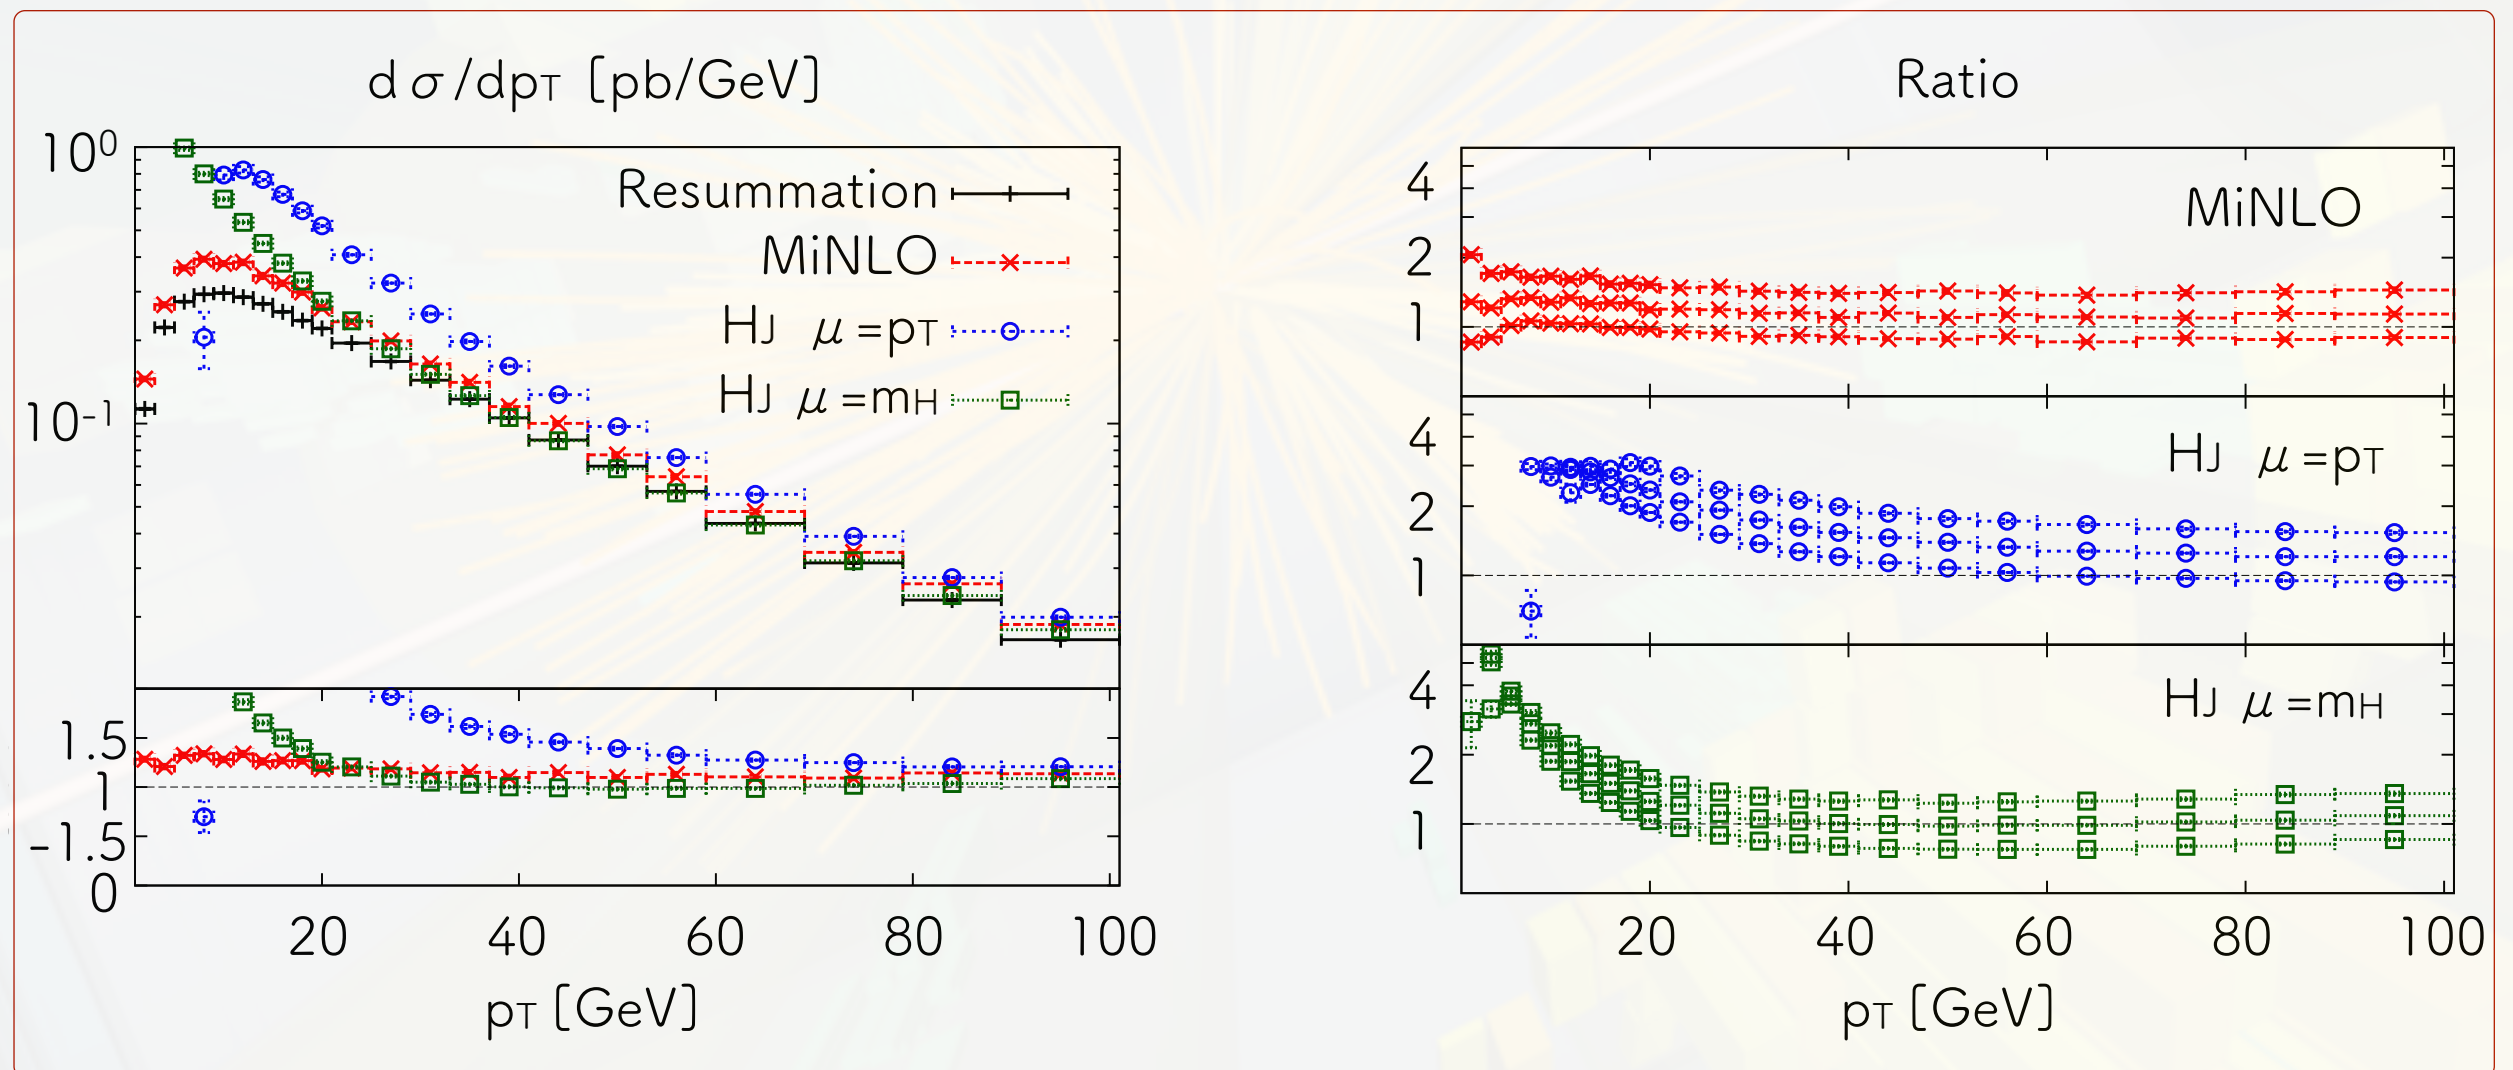 dσ/dpT [pb/GeV]
10⁰
10⁻¹
Resummation
MiNLO
HJ μ=pT
HJ μ=mH
1.5
1
-1.5
0
20 40 60 80 100
pT [GeV]
Ratio
4
2
1
MiNLO
4
2
1
HJ μ=pT
4
2
1
HJ μ=mH
20 40 60 80 100
pT [GeV]